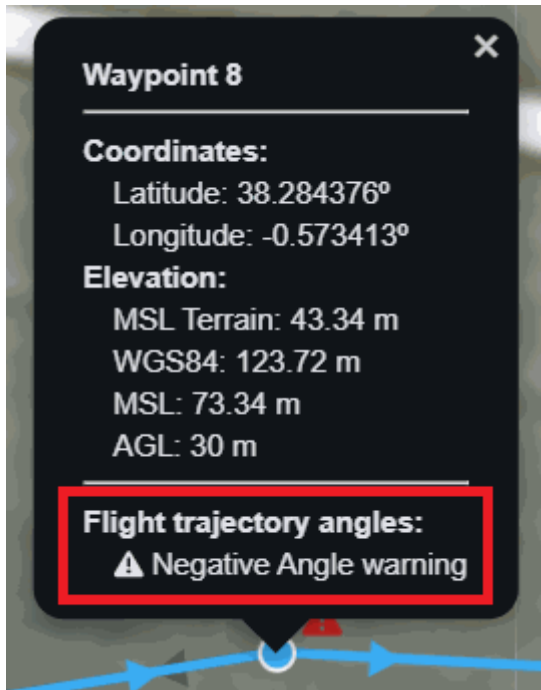 Waypoint 8
Coordinates:
Latitude: 38.284376º
Longitude: -0.573413º
Elevation:
MSL Terrain: 43.34 m
WGS84: 123.72 m
MSL: 73.34 m
AGL: 30 m
Flight trajectory angles:
Negative Angle warning